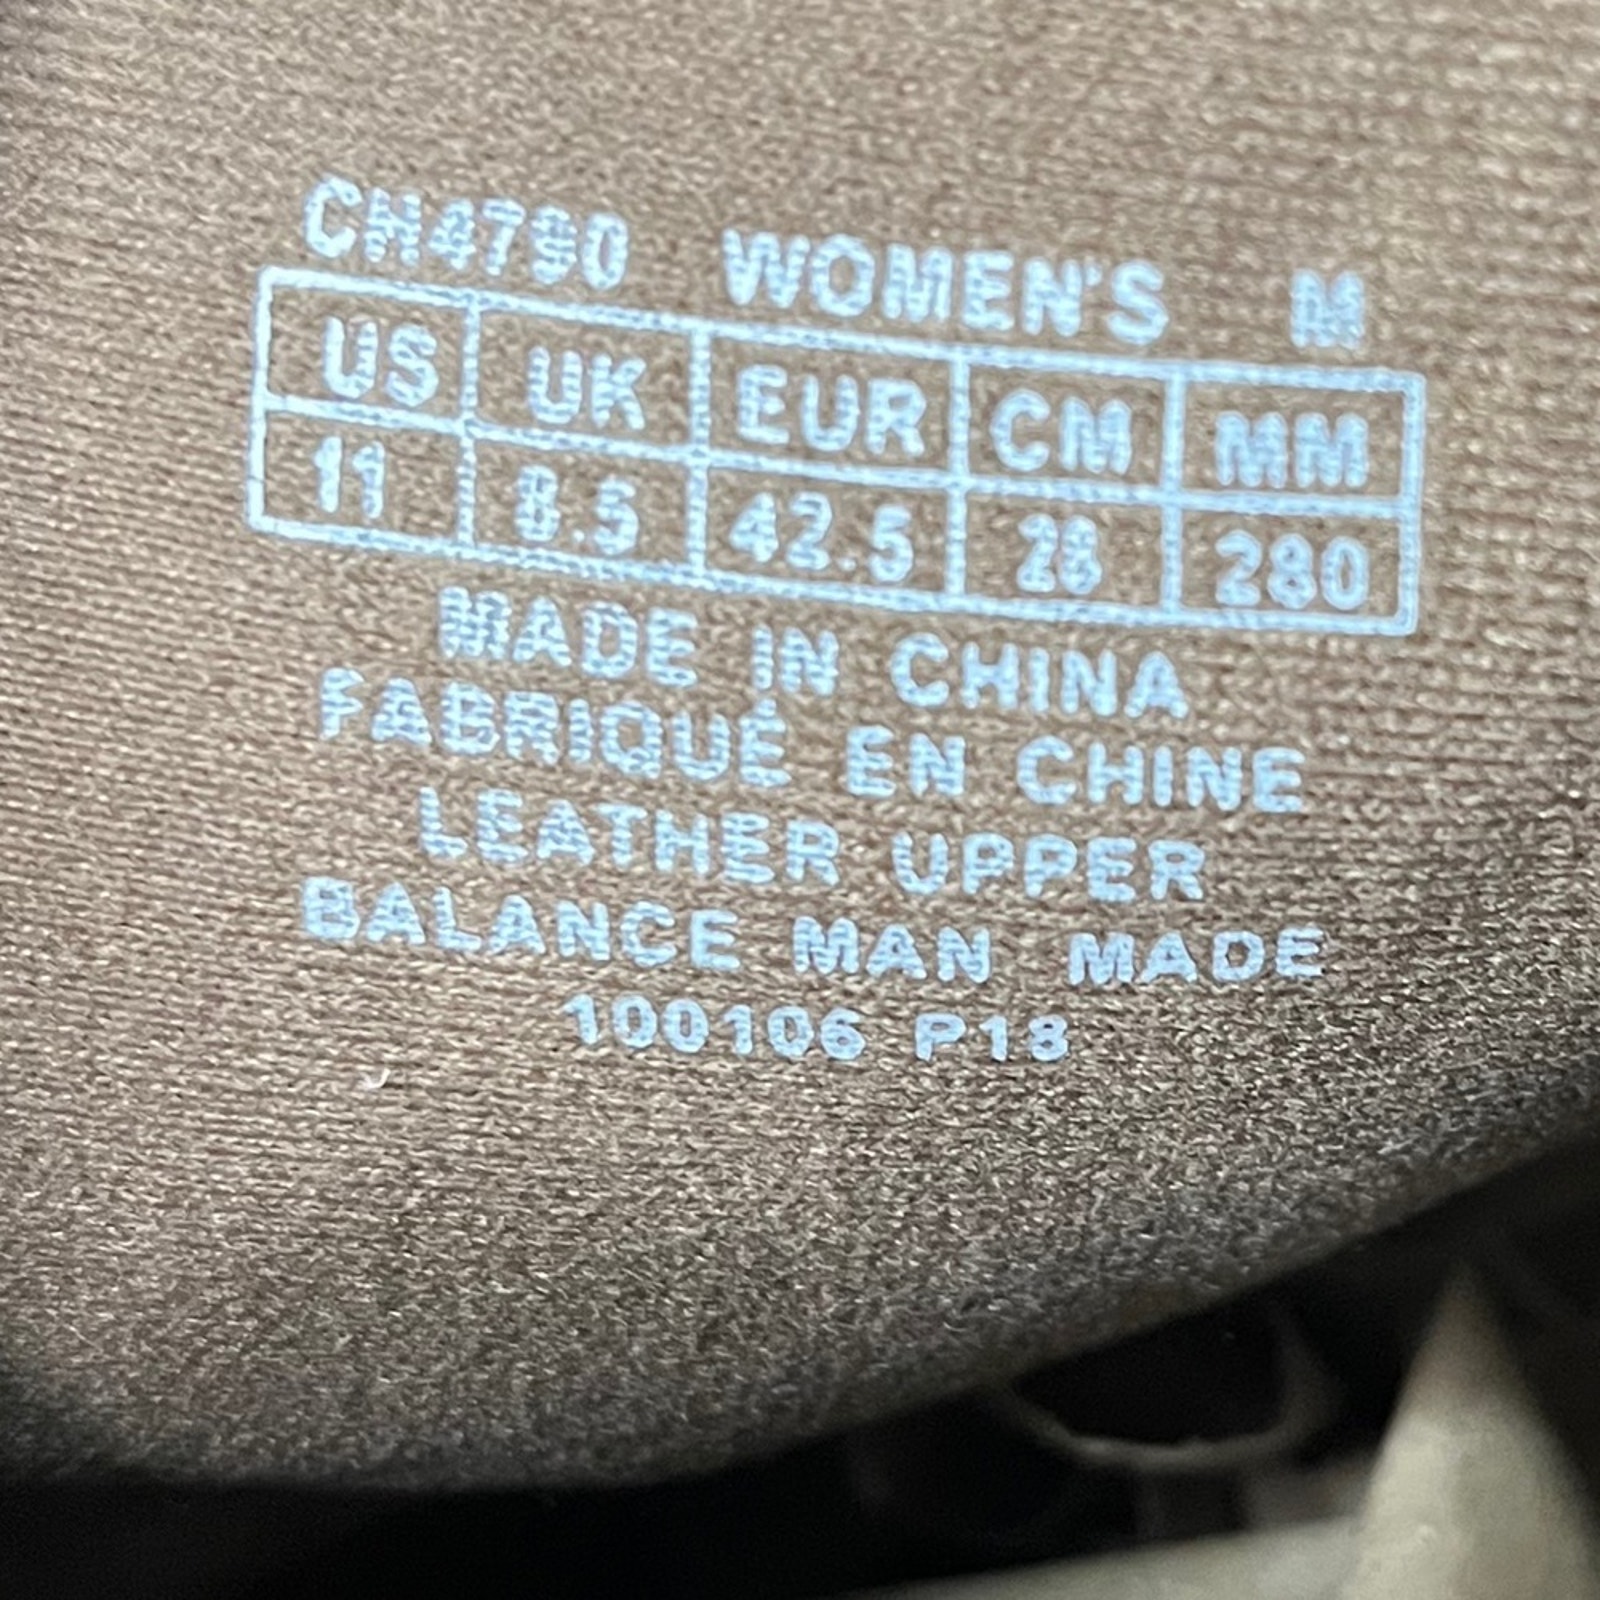 CH4790 WOMEN'S M
US UK EUR CM MM
11 8.5 42.5 28 280
MADE IN CHINA
FABRIQUÉ EN CHINE
LEATHER UPPER
BALANCE MAN MADE
100106 P18